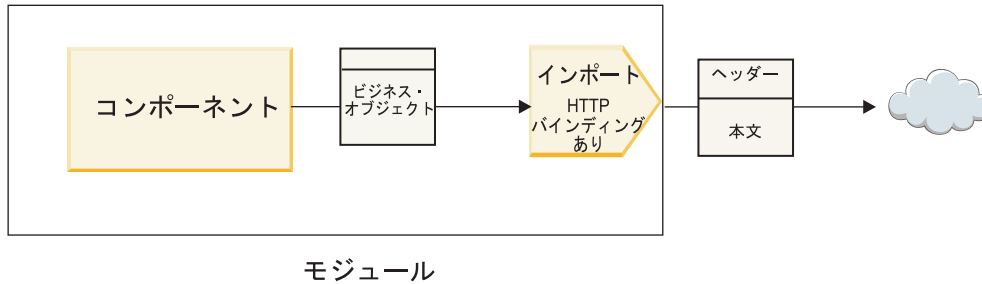 コンポーネント
ビジネス・
オブジェクト
インポート
HTTP
バインディング
あり
ヘッダー
本文
モジュール